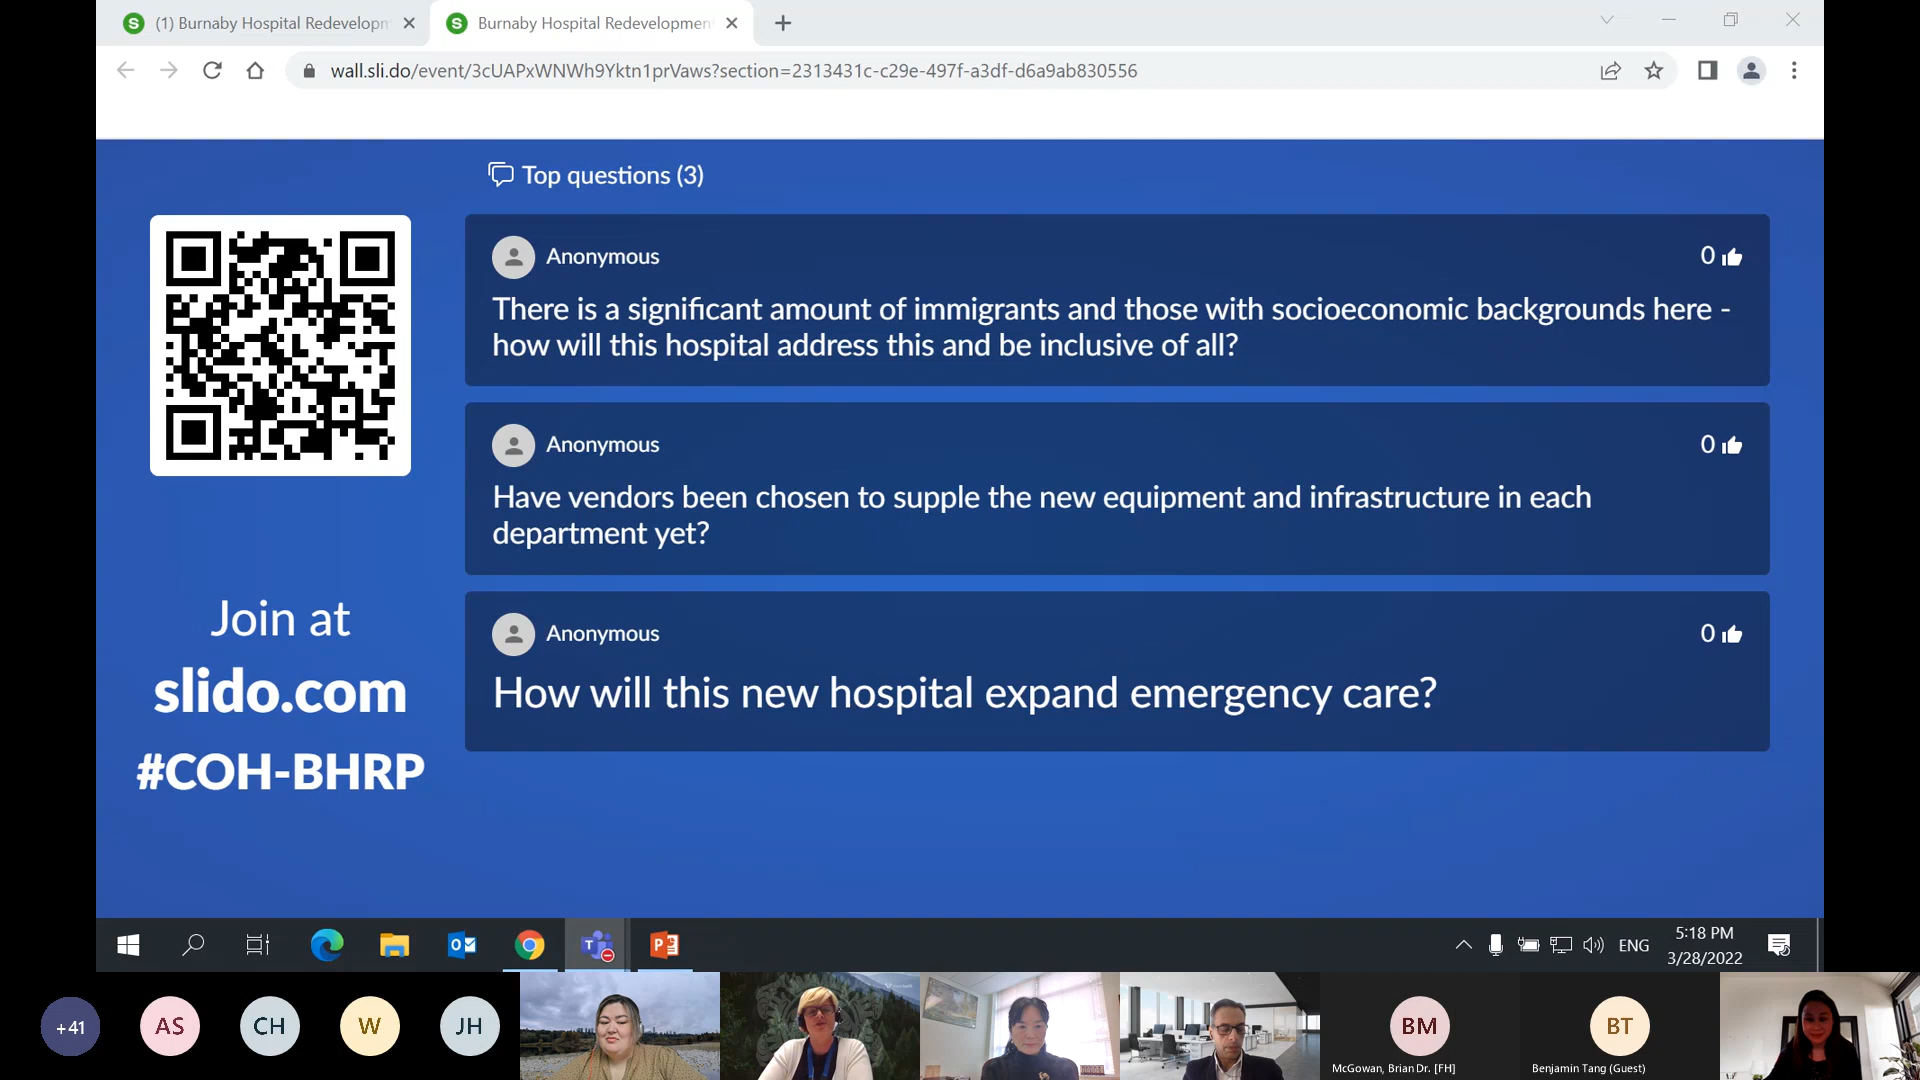 (1) Burnaby Hospital Redevelopm
Burnaby Hospital Redevelopmen
wall.sli.do/event/3cUAPxWNWh9Yktn1prVaws?section=2313431c-c29e-497f-a3df-d6a9ab830556
Top questions (3)
Anonymous
0
There is a significant amount of immigrants and those with socioeconomic backgrounds here -
how will this hospital address this and be inclusive of all?
Anonymous
0
Have vendors been chosen to supple the new equipment and infrastructure in each
department yet?
Anonymous
0
How will this new hospital expand emergency care?
Join at
slido.com
#COH-BHRP
ENG
5:18 PM
3/28/2022
+41
AS
CH
W
JH
BM
McGowan, Brian Dr. [FH]
BT
Benjamin Tang (Guest)